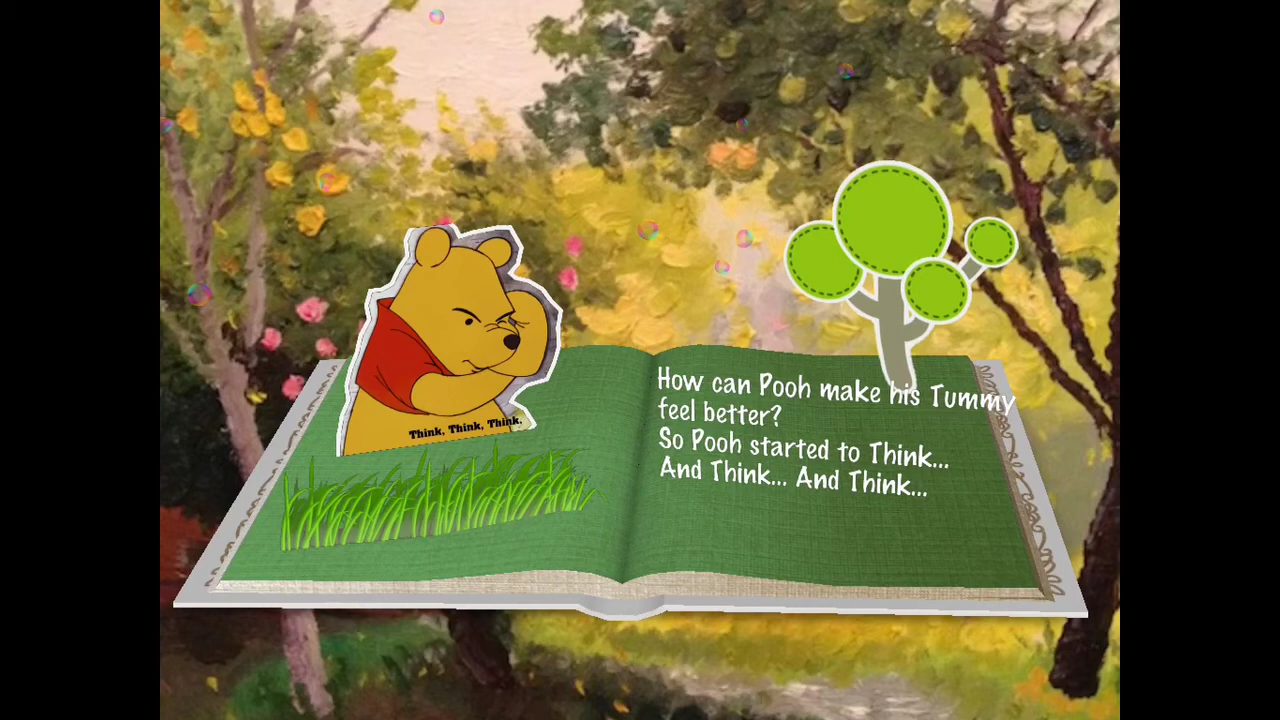 Think, Think, Think,
How can Pooh make his Tummy
feel better?
So Pooh started to Think...
And Think... And Think...